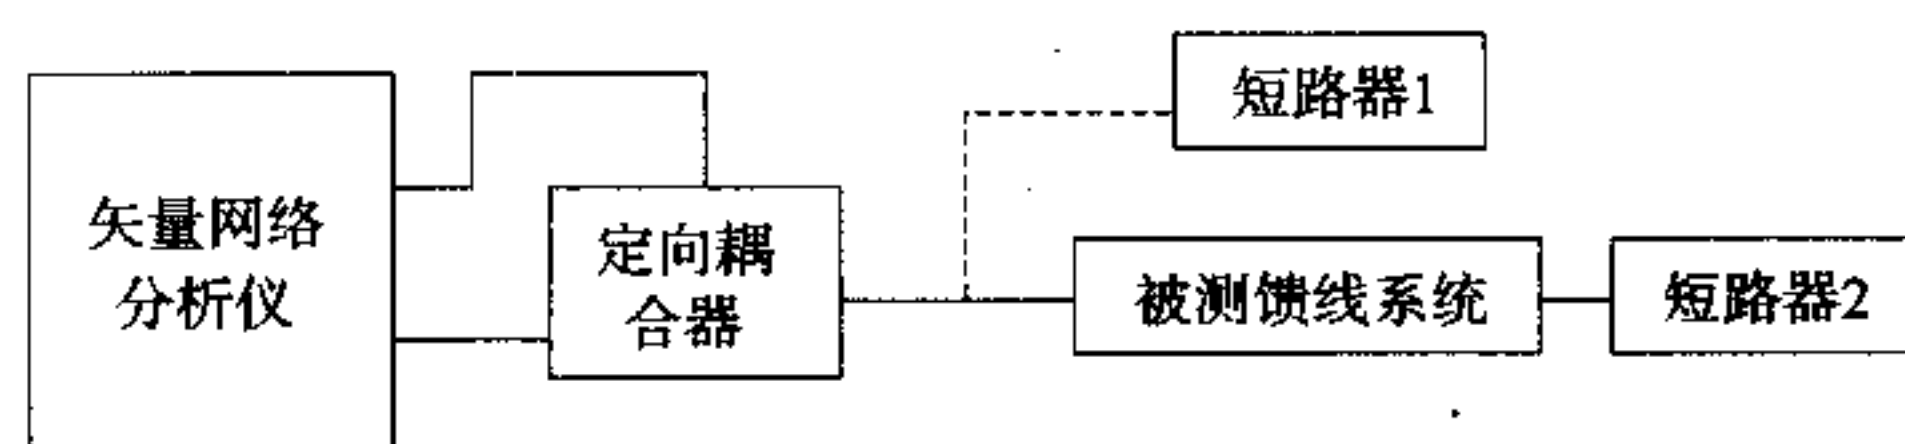 矢量网络
分析仪
定向耦
合器
短路器1
被测馈线系统
短路器2